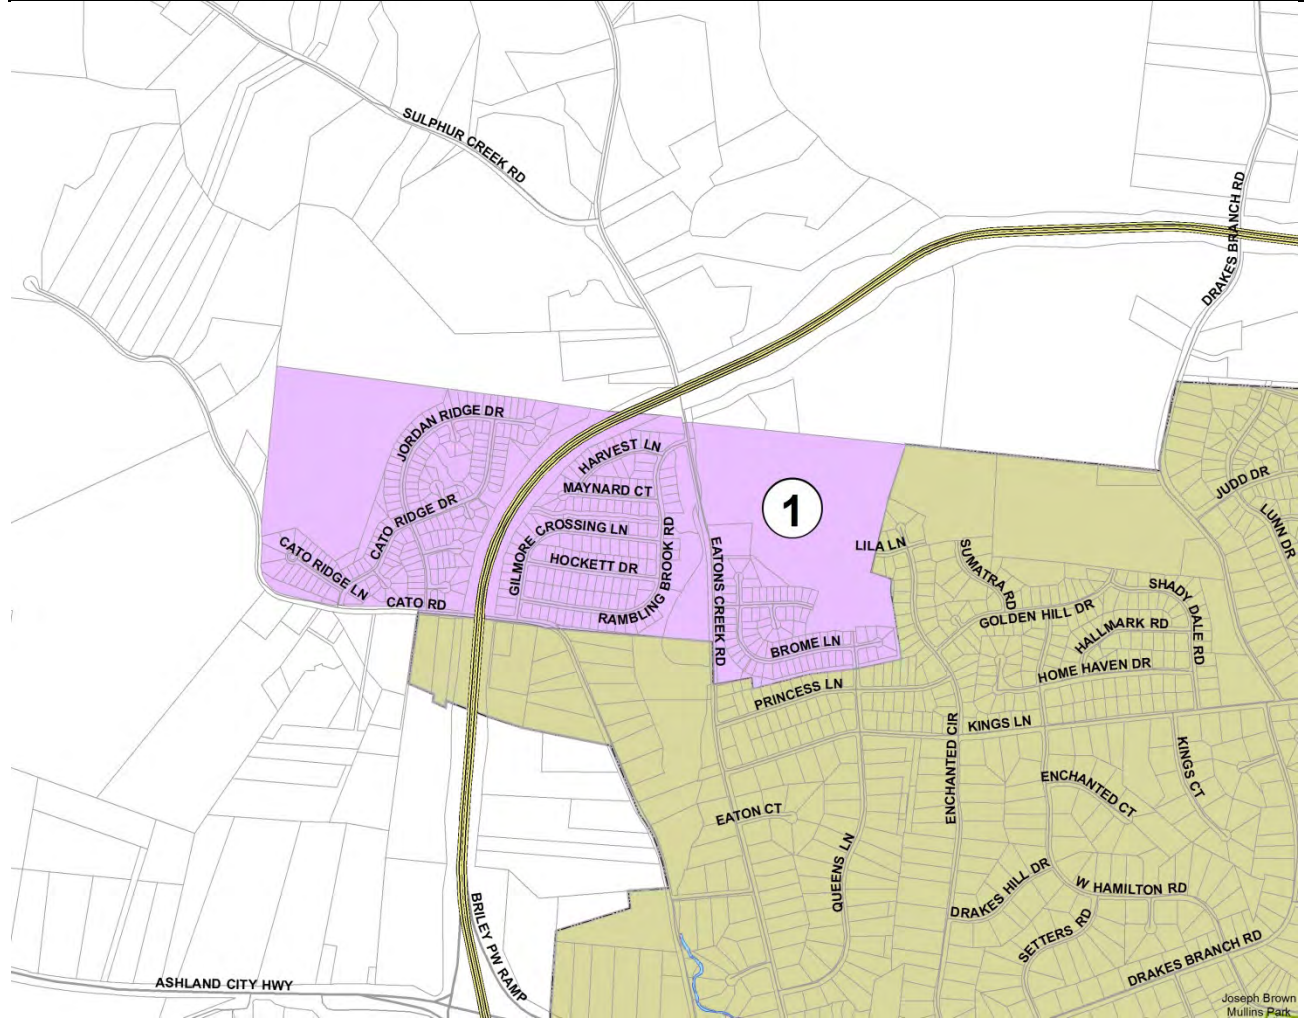 SULPHUR CREEK RD
DRAKES BRANCH RD
JORDAN RIDGE DR
HARVEST LN
MAYNARD CT
CATO RIDGE DR
GILMORE CROSSING LN
HOCKETT DR
RAMBLING BROOK RD
CATO RIDGE LN
CATO RD
EATONS CREEK RD
1
LILA LN
SUMATRA RD
JUDD DR
LUNN DR
SHADY DALE RD
GOLDEN HILL DR
HALLMARK RD
BROME LN
HOME HAVEN DR
PRINCESS LN
KINGS LN
ENCHANTED CIR
KINGS CT
ENCHANTED CT
EATON CT
QUEENS LN
DRAKES HILL DR
W HAMILTON RD
SETTERS RD
DRAKES BRANCH RD
BRILEY PW RAMP
ASHLAND CITY HWY
Joseph Brown
Mullins Park